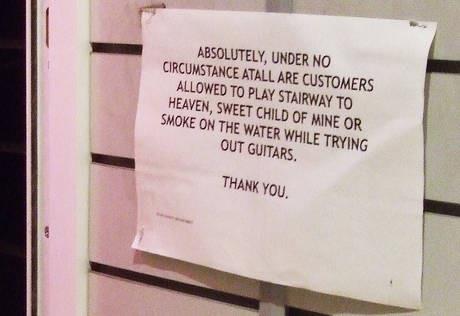 ABSOLUTELY, UNDER NO
CIRCUMSTANCE ATALL ARE CUSTOMERS
ALLOWED TO PLAY STAIRWAY TO
HEAVEN, SWEET CHILD OF MINE OR
SMOKE ON THE WATER WHILE TRYING
OUT GUITARS.
THANK YOU.